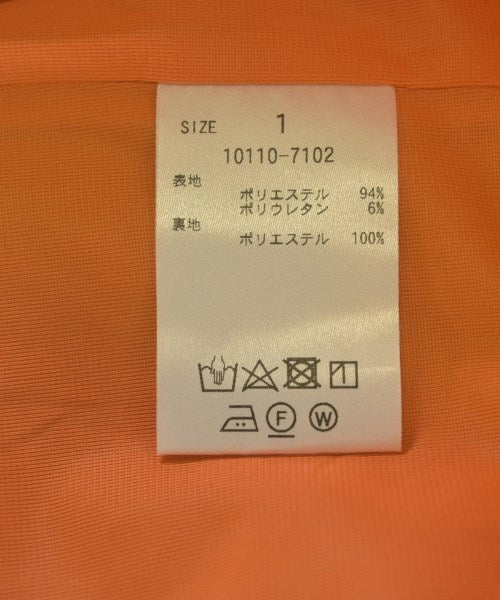 SIZE 1
10110-7102
表地
ポリエステル 94%
ポリウレタン 6%
裏地
ポリエステル 100%
F W